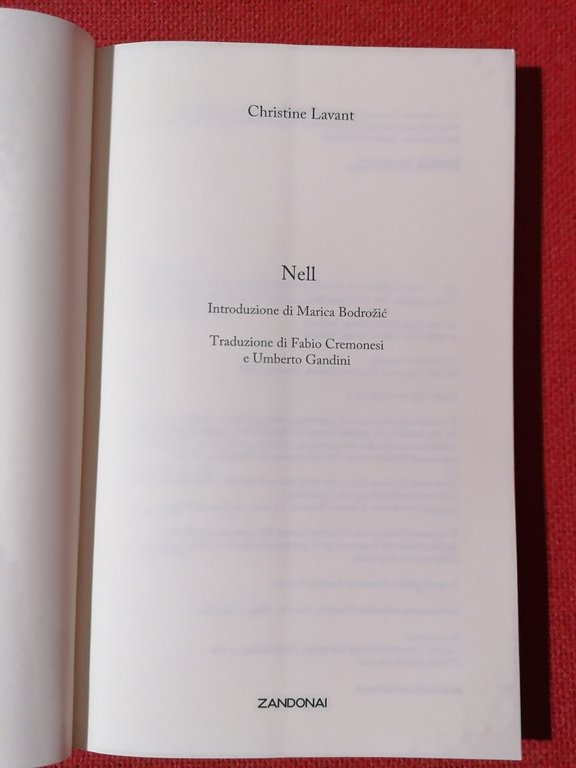 Christine Lavant
Nell
Introduzione di Marica Bodrožić
Traduzione di Fabio Cremonesi
e Umberto Gandini
ZANDONAI